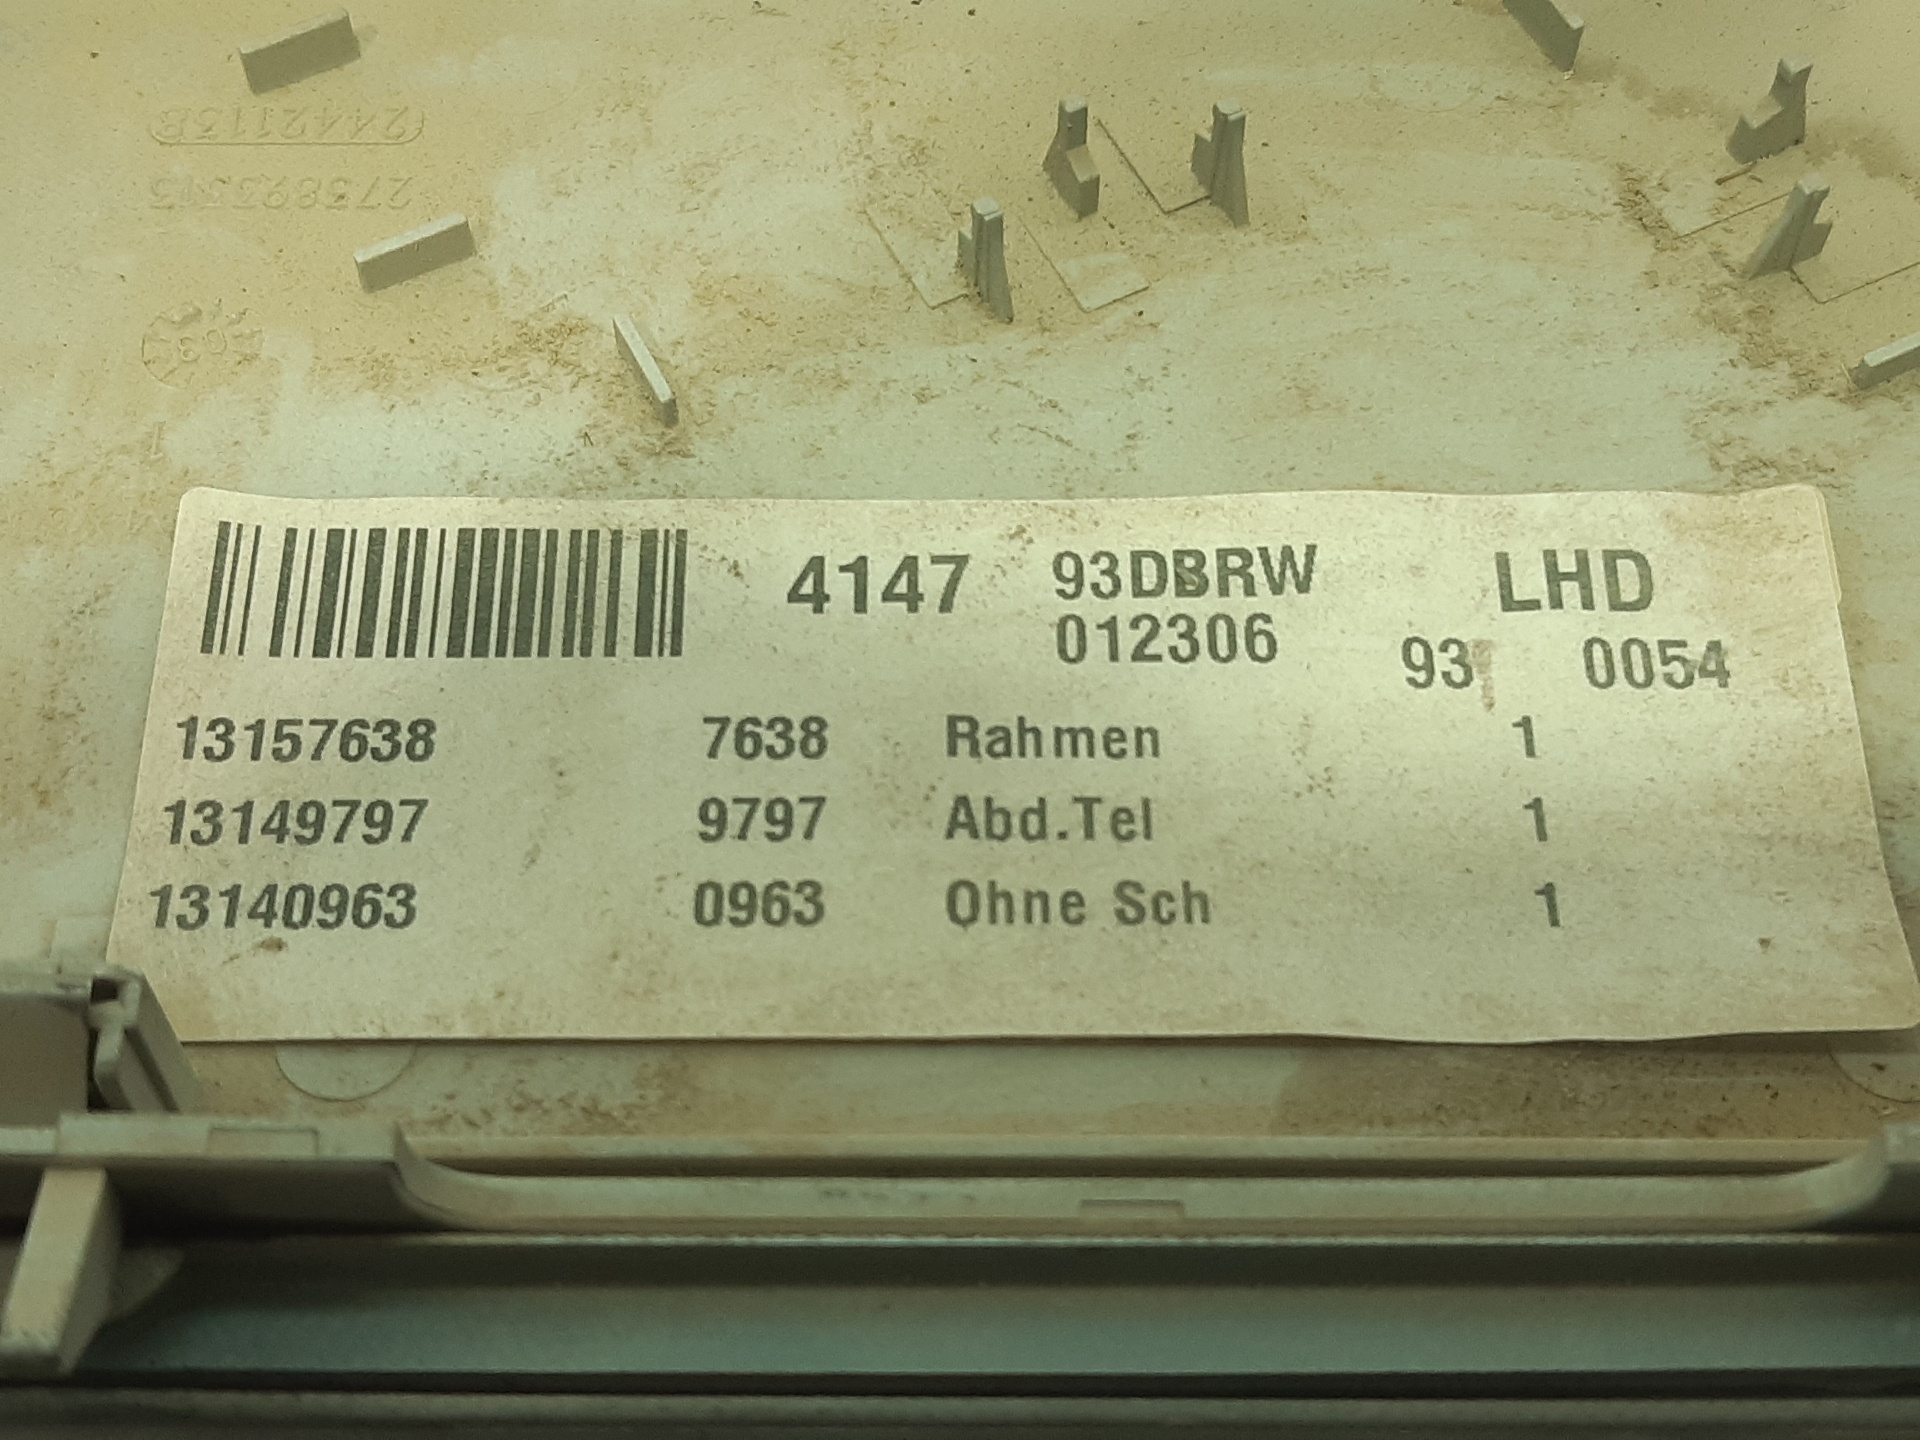 2442113B
4147 93DBRW LHD
012306 93 0054
13157638 7638 Rahmen 1
13149797 9797 Abd.Tel 1
13140963 0963 Ohne Sch 1